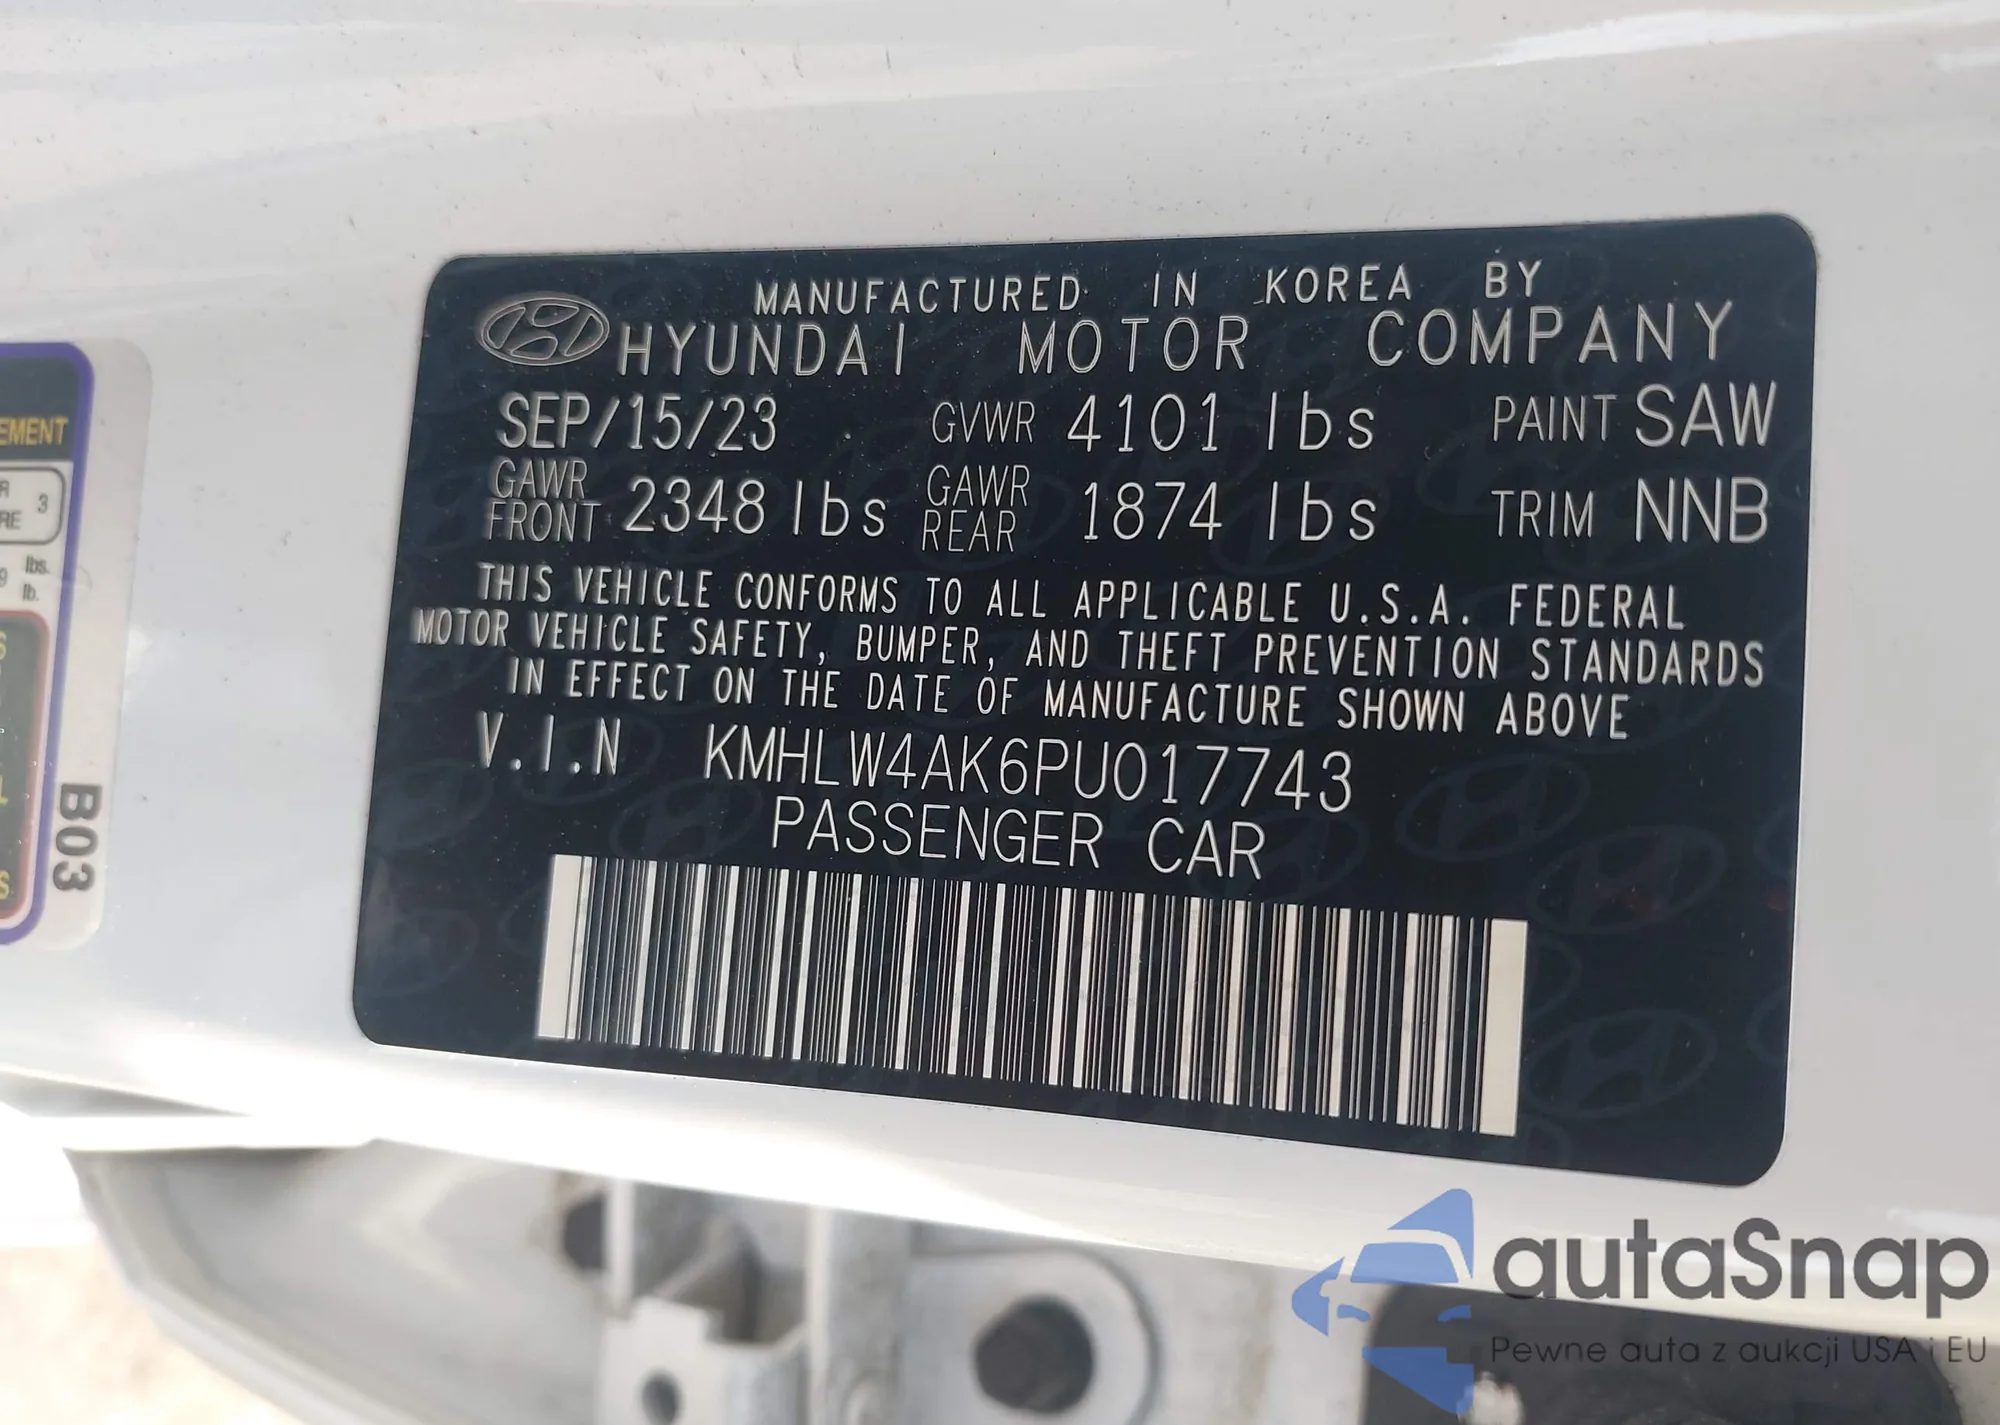 MANUFACTURED IN KOREA BY
HYUNDAI MOTOR COMPANY
SEP/15/23 GVWR 4101 lbs PAINT SAW
GAWR FRONT 2348 lbs GAWR REAR 1874 lbs TRIM NNB
THIS VEHICLE CONFORMS TO ALL APPLICABLE U.S.A. FEDERAL
MOTOR VEHICLE SAFETY, BUMPER, AND THEFT PREVENTION STANDARDS
IN EFFECT ON THE DATE OF MANUFACTURE SHOWN ABOVE
V.I.N KMHLW4AK6PU017743
PASSENGER CAR
3
lbs.
lb.
B03
autaSnap
Pewne auta z aukcji USA i EU